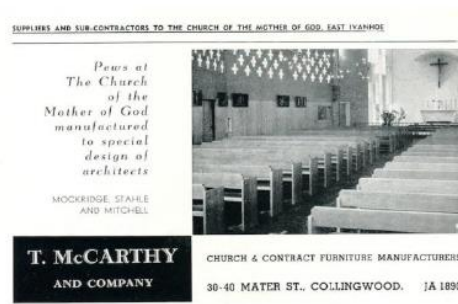 SUPPLIERS AND SUB-CONTRACTORS TO THE CHURCH OF THE MOTHER OF GOD, EAST IVANHOE
Pews at
The Church
of the
Mother of God
manufactured
to special
design of
architects
MOCKRIDGE, STAHLE
AND MITCHELL
T. McCARTHY
AND COMPANY
CHURCH & CONTRACT FURNITURE MANUFACTURERS
30-40 MATER ST., COLLINGWOOD. JA 1890